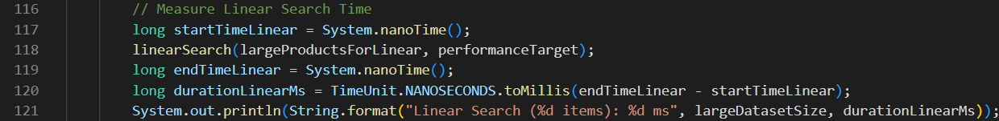 116 // Measure Linear Search Time
117 long startTimeLinear = System.nanoTime();
118 linearSearch(largeProductsForLinear, performanceTarget);
119 long endTimeLinear = System.nanoTime();
120 long durationLinearMs = TimeUnit.NANOSECONDS.toMillis(endTimeLinear - startTimeLinear);
121 System.out.println(String.format("Linear Search (%d items): %d ms", largeDatasetSize, durationLinearMs));